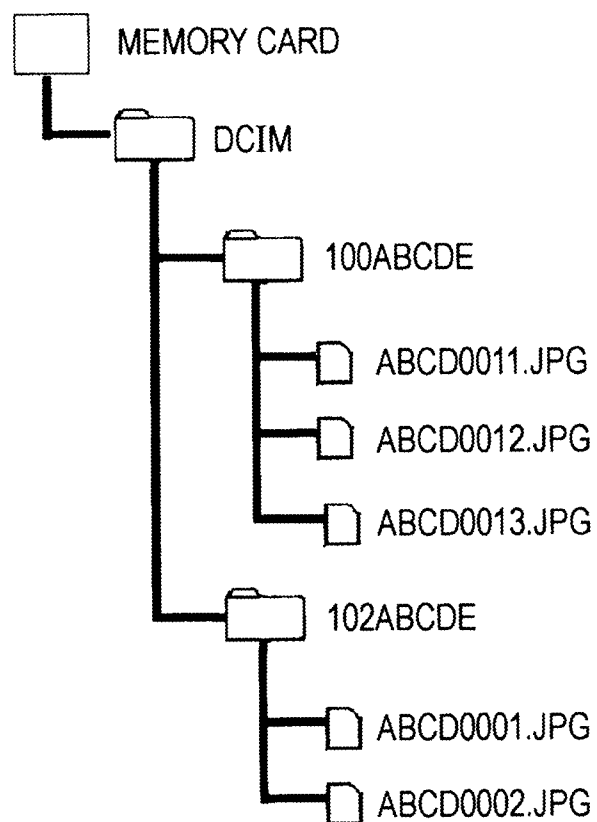 MEMORY CARD
DCIM
100ABCDE
ABCD0011.JPG
ABCD0012.JPG
ABCD0013.JPG
102ABCDE
ABCD0001.JPG
ABCD0002.JPG